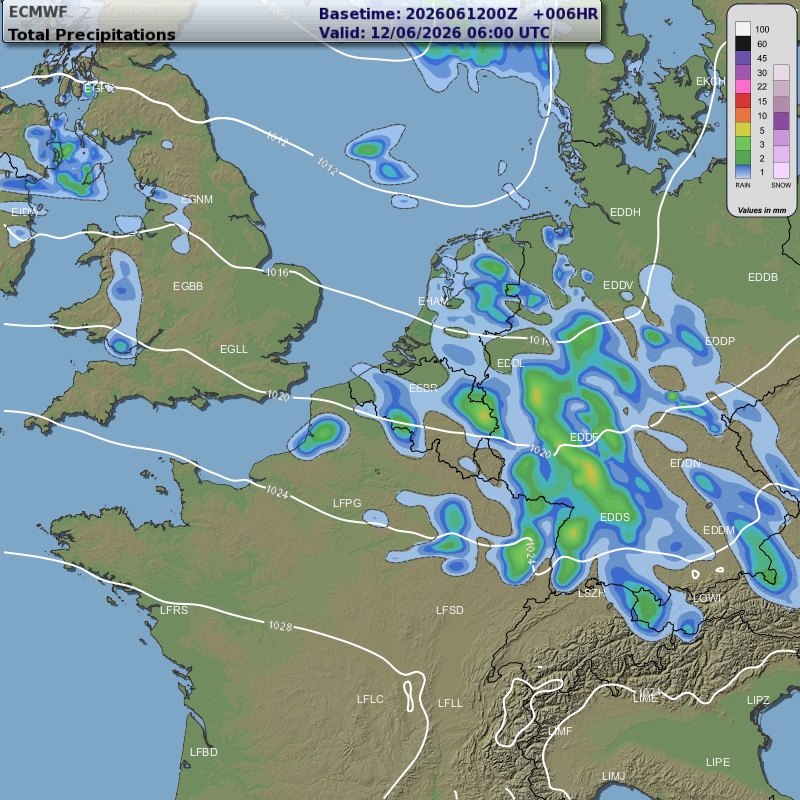 ECMWF
Basetime: 2026061200Z +006HR
Total Precipitations
Valid: 12/06/2026 06:00 UTC
100
60
45
30
22
15
10
5
3
2
1
RAIN
SNOW
Values in mm
EKCH
1012
1012
EGNM
EDDH
1016
EGBB
EDDV
EDDB
EHAM
EGLL
EDDP
EDDL
EBBR
1020
EDDF
1020
EDDN
1024
LFPG
EDDS
EDDM
1024
LSZH
LOWI
LFRS
LFSD
1028
LFLC
LFLL
LIME
LIPZ
LIMF
LFBD
LIPE
LIMJ